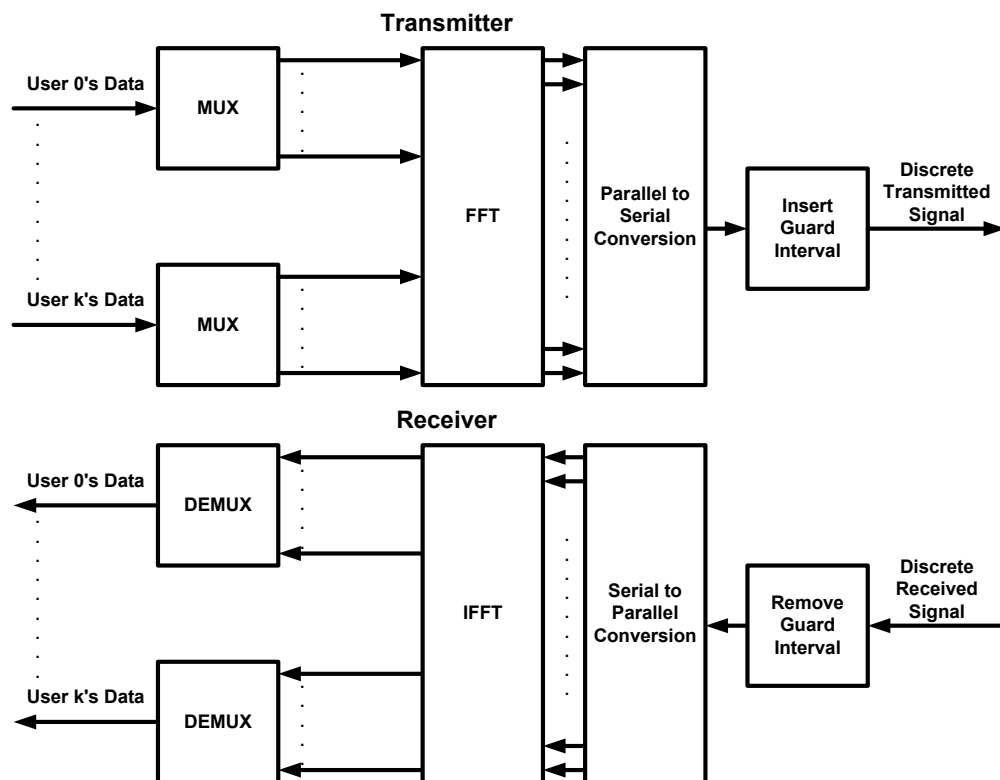 Transmitter
User 0's Data
MUX
User k's Data
MUX
FFT
Parallel to
Serial
Conversion
Insert
Guard
Interval
Discrete
Transmitted
Signal
Receiver
User 0's Data
DEMUX
User k's Data
DEMUX
IFFT
Serial to
Parallel
Conversion
Remove
Guard
Interval
Discrete
Received
Signal